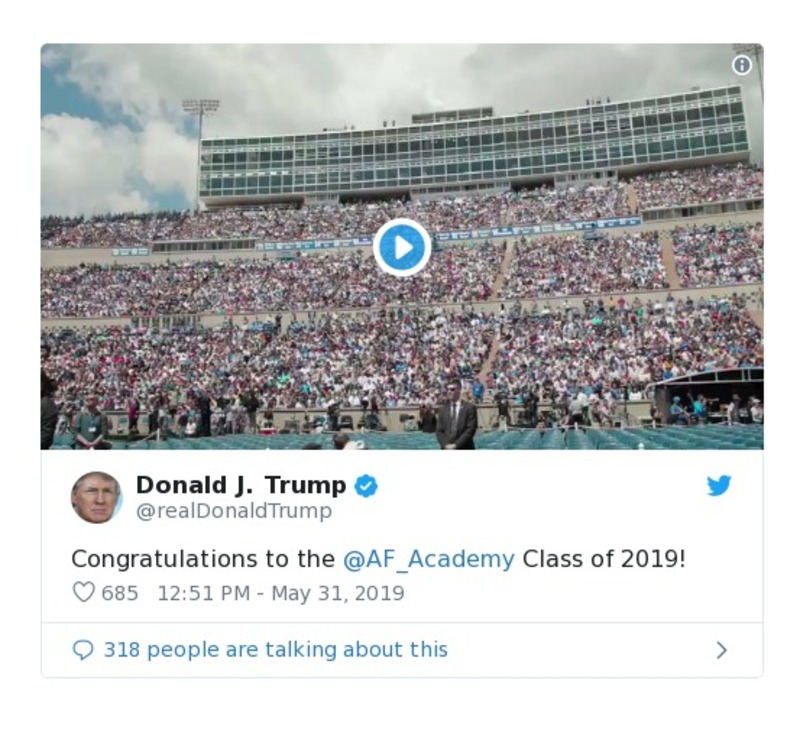 Donald J. Trump
@realDonaldTrump
Congratulations to the @AF_Academy Class of 2019!
685 12:51 PM - May 31, 2019
318 people are talking about this